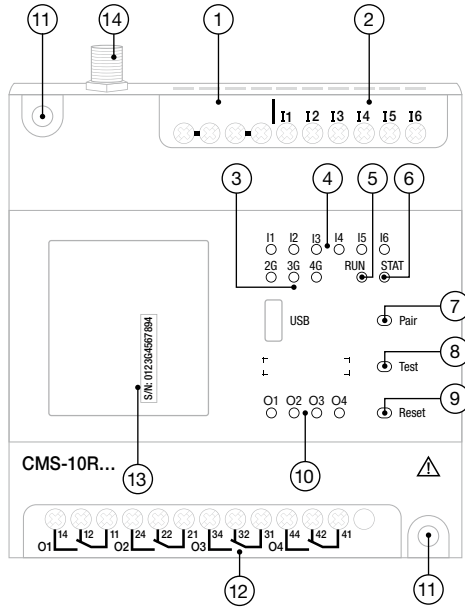 11
14
1
2
I1 I2 I3 I4 I5 I6
3
4
5
6
I1 I2 I3 I4 I5 I6
2G 3G 4G RUN STAT
7
USB
Pair
8
Test
S/N: 0123G4567894
9
O1 O2 O3 O4
Reset
13
10
CMS-10R...
14 12 11 24 22 21 34 32 31 44 42 41
O1 O2 O3 O4
12
11